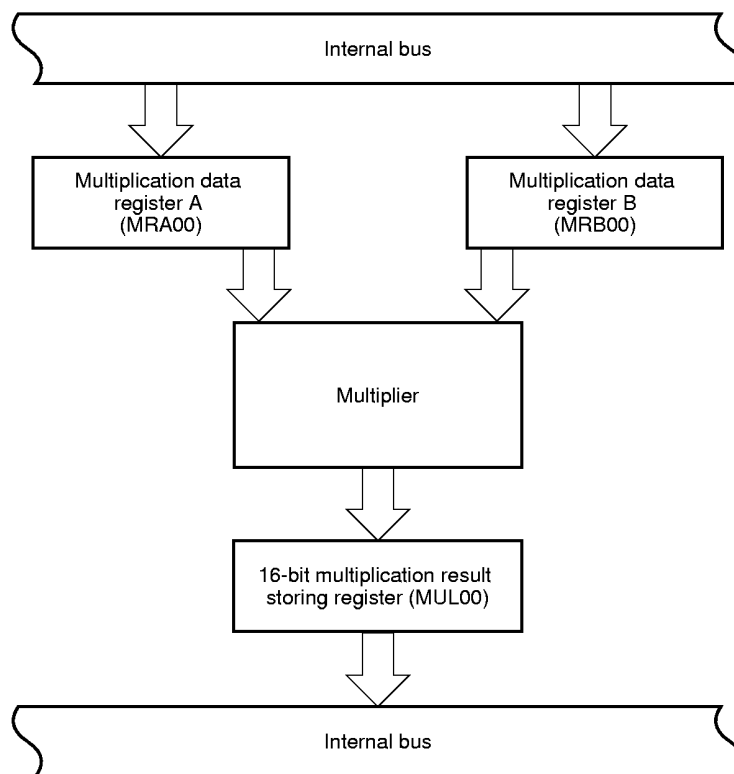 Internal bus
Multiplication data
register A
(MRA00)
Multiplication data
register B
(MRB00)
Multiplier
16-bit multiplication result
storing register (MUL00)
Internal bus